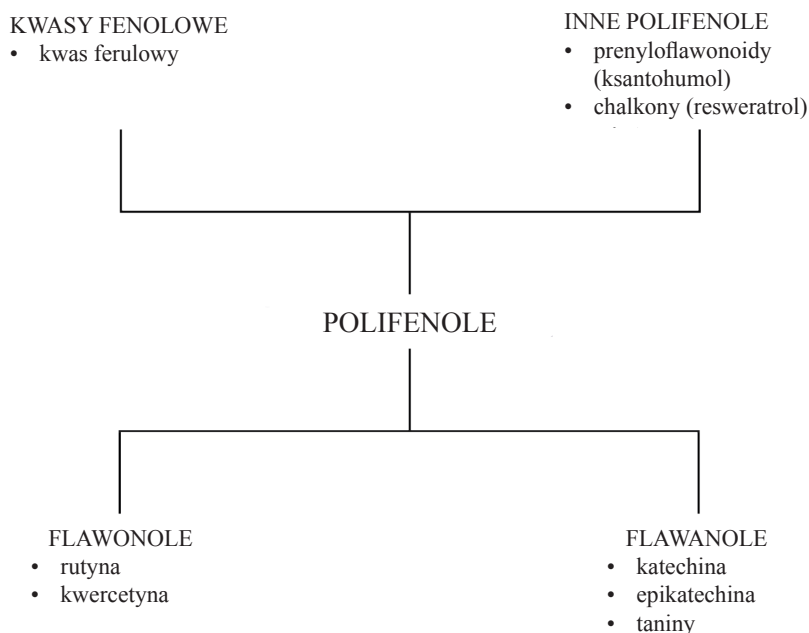 KWASY FENOLOWE
• kwas ferulowy
INNE POLIFENOLE
• prenyloflawonoidy
(ksantohumol)
• chalkony (resweratrol)
POLIFENOLE
FLAWONOLE
• rutyna
• kwercetyna
FLAWANOLE
• katechina
• epikatechina
• taniny